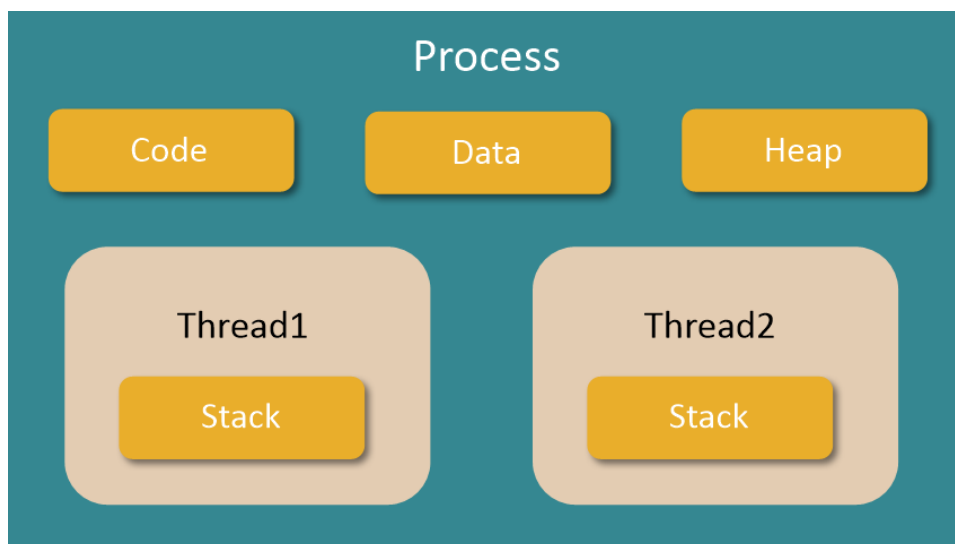 Process
Code
Data
Heap
Thread1
Thread2
Stack
Stack